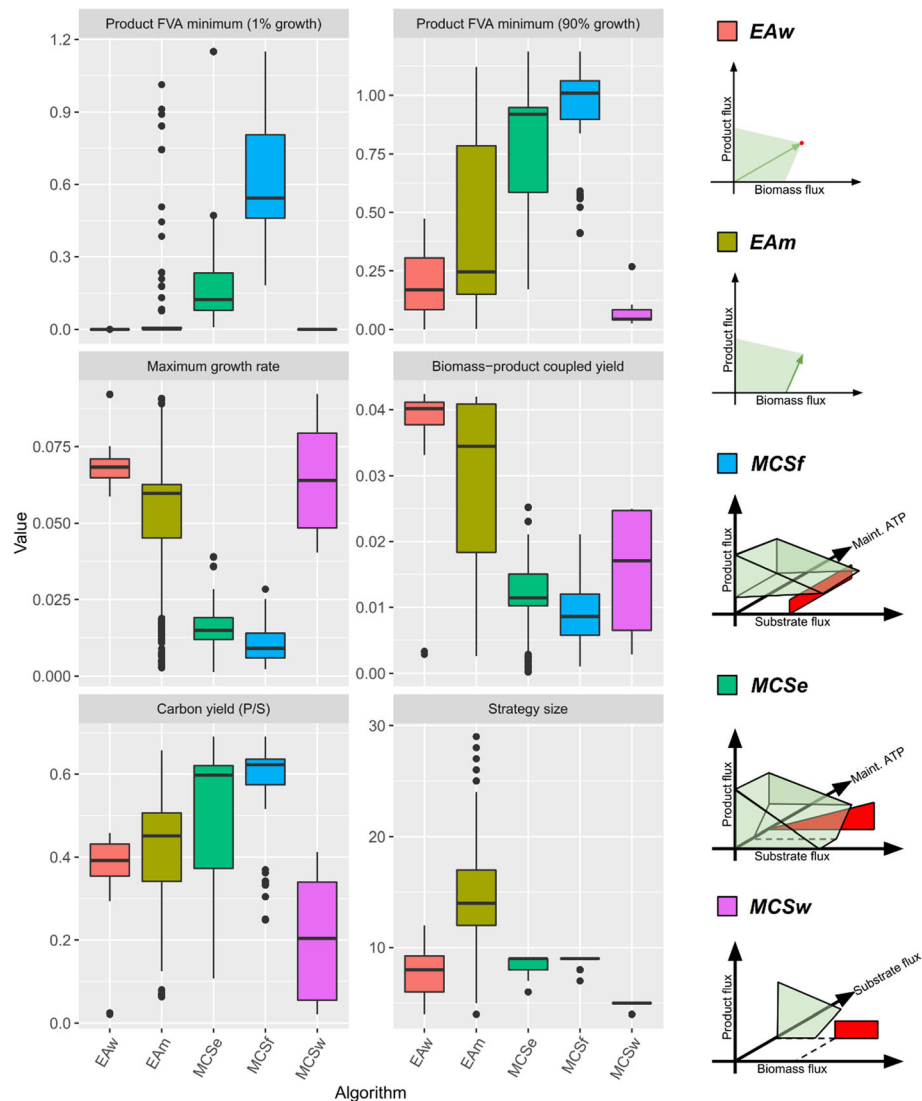 Product FVA minimum (1% growth)
1.2
0.9
0.6
0.3
0.0
Product FVA minimum (90% growth)
1.00
0.75
0.50
0.25
0.00
Maximum growth rate
0.075
0.050
0.025
0.000
Biomass−product coupled yield
0.04
0.03
0.02
0.01
0.00
Carbon yield (P/S)
0.6
0.4
0.2
0.0
Strategy size
30
20
10
Value
EAw
EAm
MCSe
MCSf
MCSw
EAw
EAm
MCSe
MCSf
MCSw
Algorithm
EAw
Product flux
Biomass flux
EAm
Product flux
Biomass flux
MCSf
Product flux
Maint. ATP
Substrate flux
MCSe
Product flux
Maint. ATP
Substrate flux
MCSw
Product flux
Substrate flux
Biomass flux